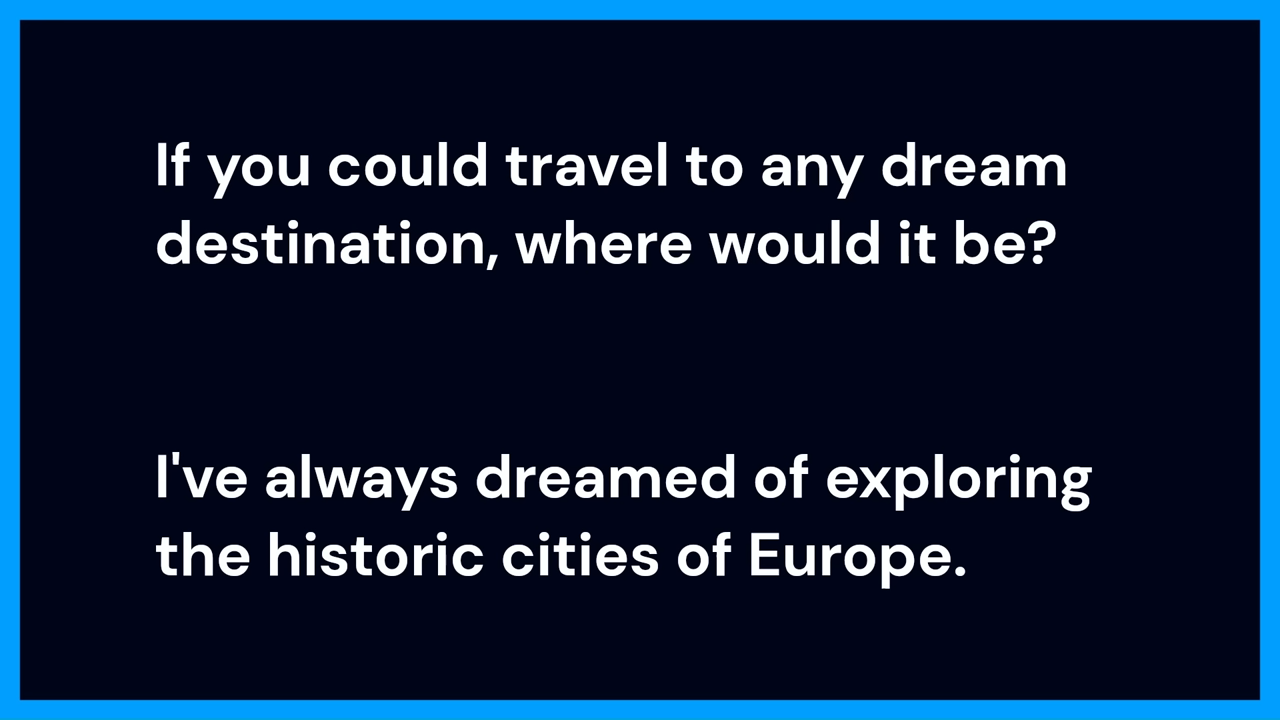 If you could travel to any dream
destination, where would it be?
I've always dreamed of exploring
the historic cities of Europe.